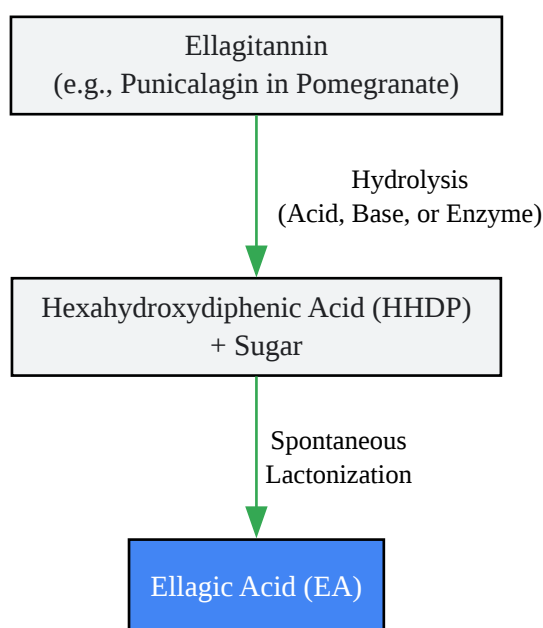 Ellagitannin
(e.g., Punicalagin in Pomegranate)
Hydrolysis
(Acid, Base, or Enzyme)
Hexahydroxydiphenic Acid (HHDP)
+ Sugar
Spontaneous
Lactonization
Ellagic Acid (EA)